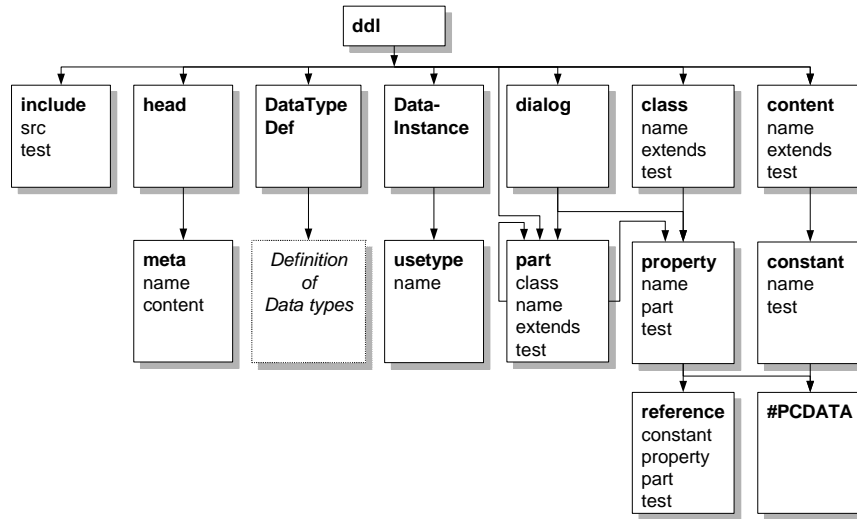 ddl
include
src
test
head
DataType
Def
Data-
Instance
dialog
class
name
extends
test
content
name
extends
test
meta
name
content
Definition
of
Data types
usetype
name
part
class
name
extends
test
property
name
part
test
constant
name
test
reference
constant
property
part
test
#PCDATA